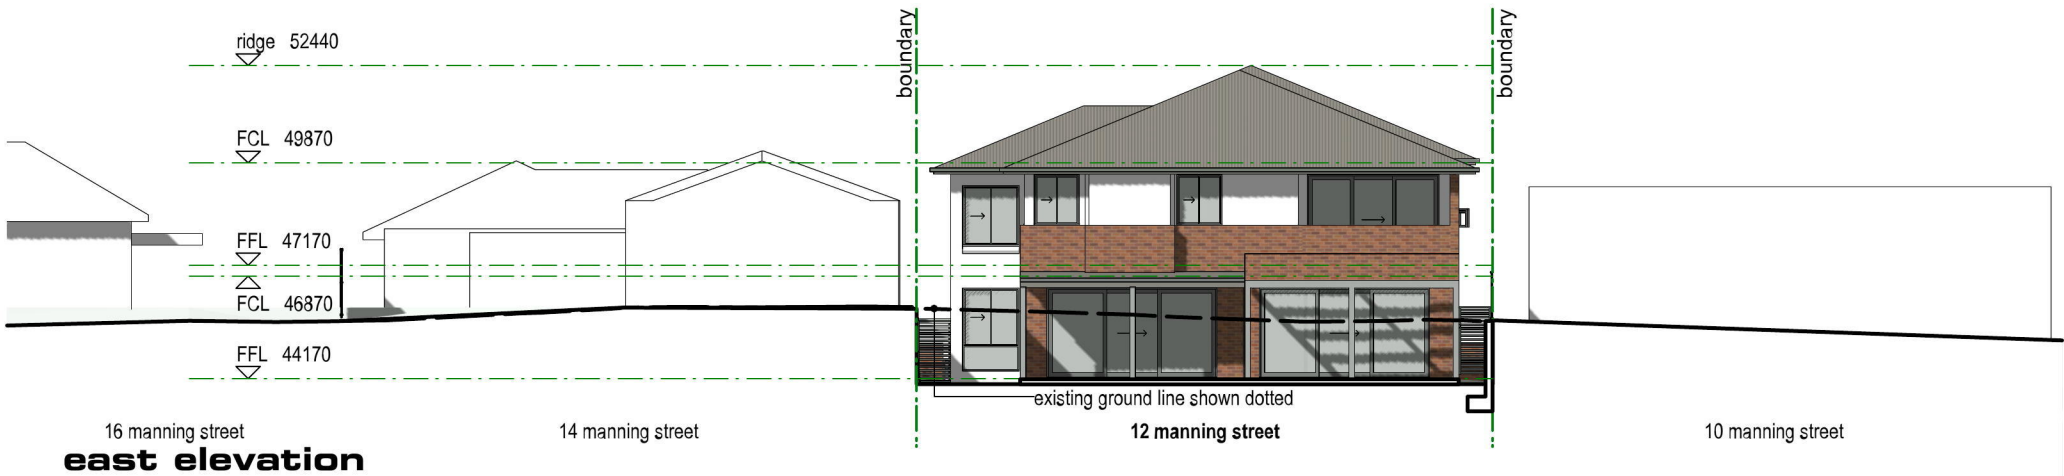 ridge 52440
boundary
boundary
FCL 49870
FFL 47170
FCL 46870
FFL 44170
existing ground line shown dotted
16 manning street
14 manning street
12 manning street
10 manning street
east elevation